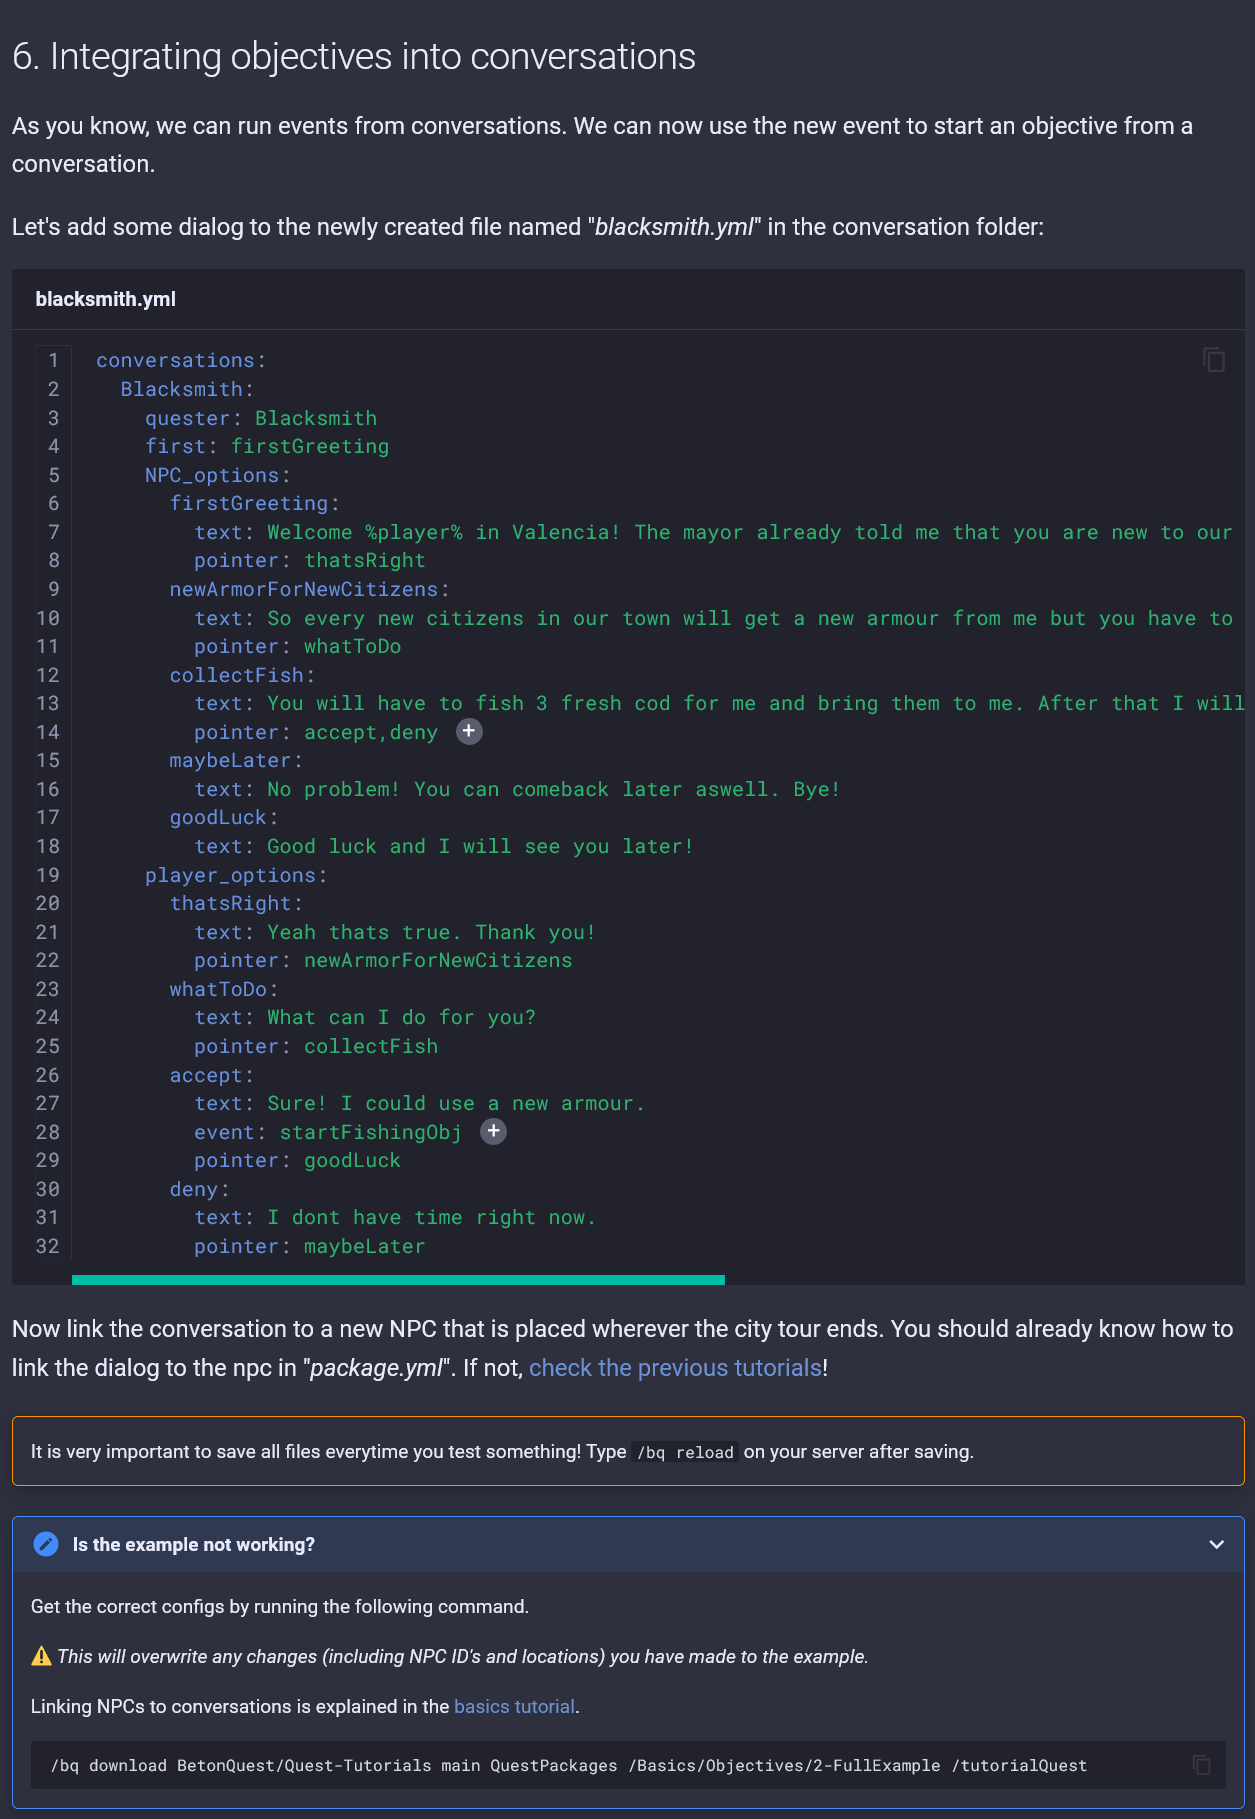 6. Integrating objectives into conversations
As you know, we can run events from conversations. We can now use the new event to start an objective from a
conversation.
Let's add some dialog to the newly created file named "blacksmith.yml" in the conversation folder:
blacksmith.yml
1 conversations:
2 Blacksmith:
3 quester: Blacksmith
4 first: firstGreeting
5 NPC_options:
6 firstGreeting:
7 text: Welcome %player% in Valencia! The mayor already told me that you are new to our
8 pointer: thatsRight
9 newArmorForNewCitizens:
10 text: So every new citizens in our town will get a new armour from me but you have to
11 pointer: whatToDo
12 collectFish:
13 text: You will have to fish 3 fresh cod for me and bring them to me. After that I will
14 pointer: accept,deny
15 maybeLater:
16 text: No problem! You can comeback later aswell. Bye!
17 goodLuck:
18 text: Good luck and I will see you later!
19 player_options:
20 thatsRight:
21 text: Yeah thats true. Thank you!
22 pointer: newArmorForNewCitizens
23 whatToDo:
24 text: What can I do for you?
25 pointer: collectFish
26 accept:
27 text: Sure! I could use a new armour.
28 event: startFishingObj
29 pointer: goodLuck
30 deny:
31 text: I dont have time right now.
32 pointer: maybeLater
Now link the conversation to a new NPC that is placed wherever the city tour ends. You should already know how to
link the dialog to the npc in "package.yml". If not, check the previous tutorials!
It is very important to save all files everytime you test something! Type /bq reload on your server after saving.
Is the example not working?
Get the correct configs by running the following command.
⚠ This will overwrite any changes (including NPC ID's and locations) you have made to the example.
Linking NPCs to conversations is explained in the basics tutorial.
/bq download BetonQuest/Quest-Tutorials main QuestPackages /Basics/Objectives/2-FullExample /tutorialQuest